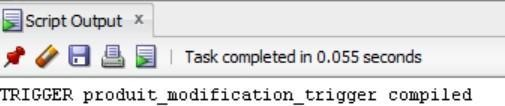 Script Output x
Task completed in 0.055 seconds
TRIGGER produit_modification_trigger compiled